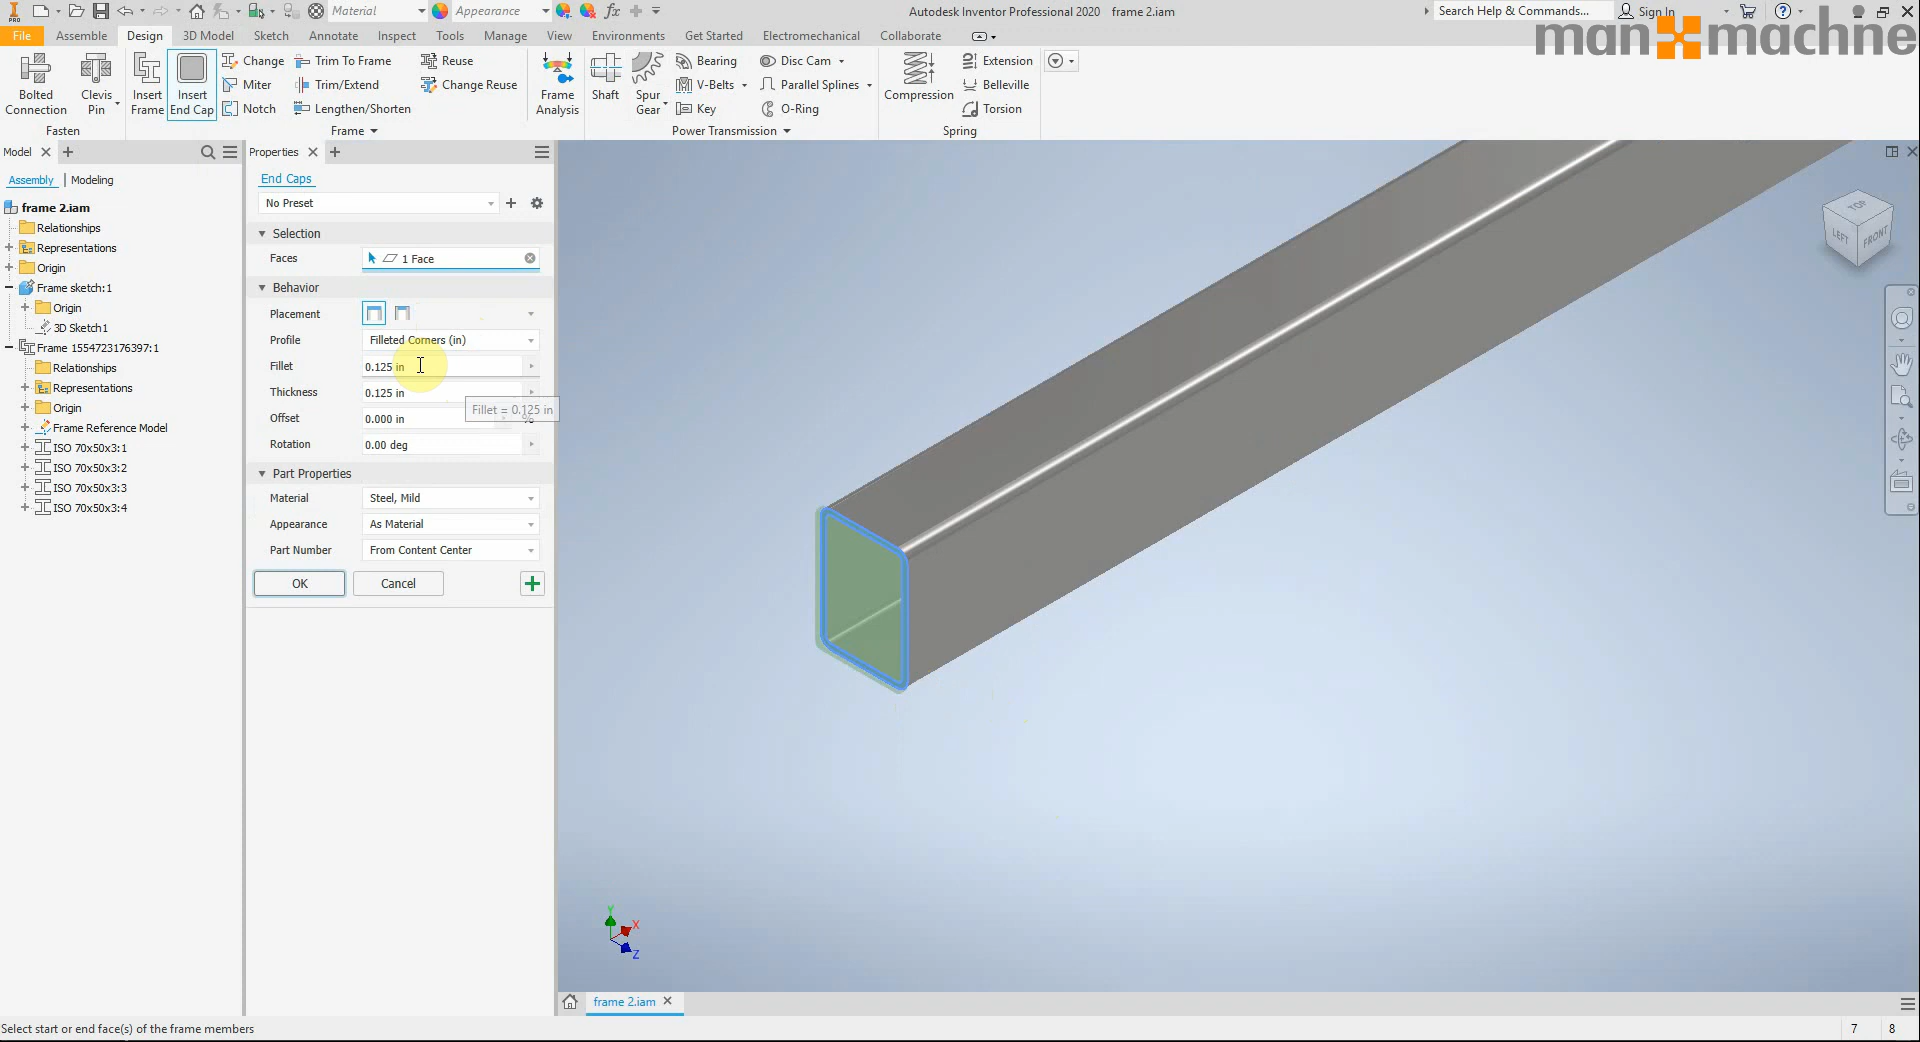 PRO
Material
Appearance
fx
Autodesk Inventor Professional 2020 frame 2.iam
Search Help & Commands...
Sign In
man machine
File Assemble Design 3D Model Sketch Annotate Inspect Tools Manage View Environments Get Started Electromechanical Collaborate
Bolted Connection
Clevis Pin
Insert Frame
Insert End Cap
Change
Miter
Notch
Trim To Frame
Trim/Extend
Lengthen/Shorten
Reuse
Change Reuse
Frame Analysis
Shaft
Spur Gear
Bearing
V-Belts
Key
Disc Cam
Parallel Splines
O-Ring
Compression
Extension
Belleville
Torsion
Fasten
Frame
Power Transmission
Spring
Model
Assembly Modeling
frame 2.iam
Relationships
Representations
Origin
Frame sketch:1
Origin
3D Sketch1
Frame 1554723176397:1
Relationships
Representations
Origin
Frame Reference Model
ISO 70x50x3:1
ISO 70x50x3:2
ISO 70x50x3:3
ISO 70x50x3:4
Properties
End Caps
No Preset
Selection
Faces 1 Face
Behavior
Placement
Profile Filleted Corners (in)
Fillet 0.125 in
Thickness 0.125 in
Fillet = 0.125 in
Offset 0.000 in %
Rotation 0.00 deg
Part Properties
Material Steel, Mild
Appearance As Material
Part Number From Content Center
OK Cancel
TOP
LEFT
FRONT
Y
X
Z
frame 2.iam
Select start or end face(s) of the frame members
7 8